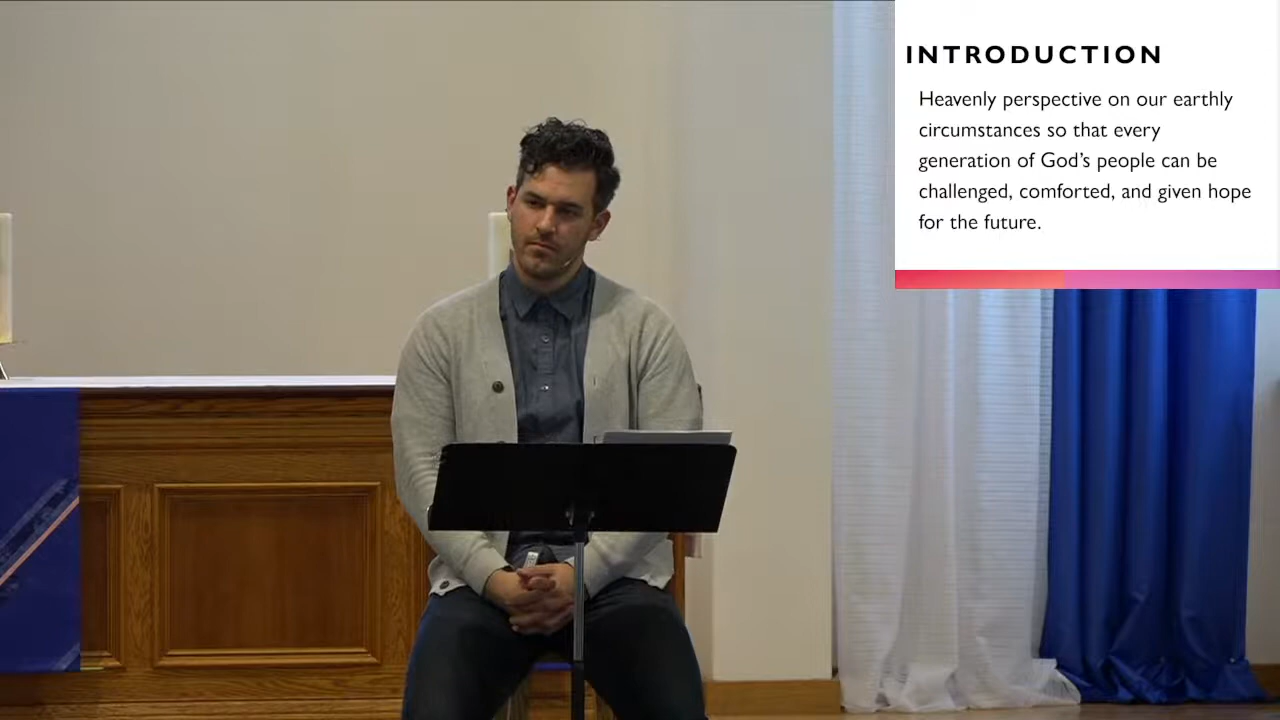 INTRODUCTION
Heavenly perspective on our earthly
circumstances so that every
generation of God's people can be
challenged, comforted, and given hope
for the future.